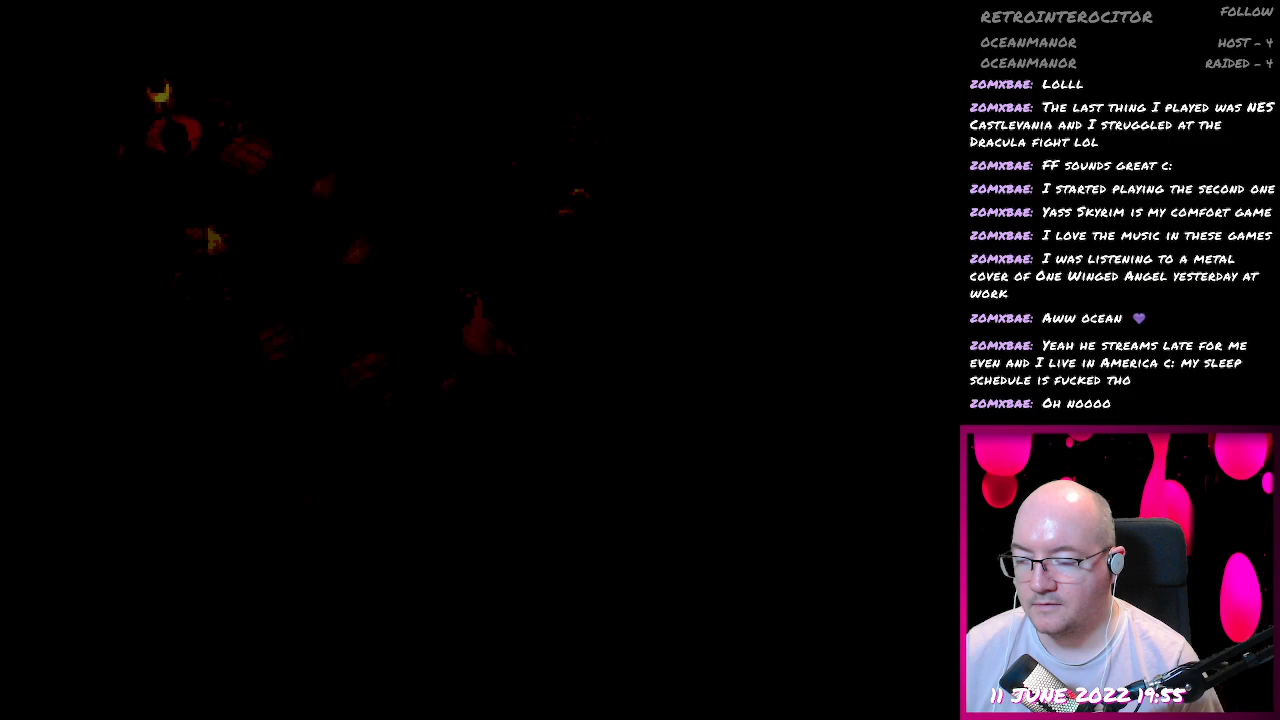 RETROINTEROCITOR FOLLOW
OCEANMANOR HOST - 4
OCEANMANOR RAIDED - 4
ZOMXBAE: LOLLL
ZOMXBAE: THE LAST THING I PLAYED WAS NES
CASTLEVANIA AND I STRUGGLED AT THE
DRACULA FIGHT LOL
ZOMXBAE: FF SOUNDS GREAT C:
ZOMXBAE: I STARTED PLAYING THE SECOND ONE
ZOMXBAE: YASS SKYRIM IS MY COMFORT GAME
ZOMXBAE: I LOVE THE MUSIC IN THESE GAMES
ZOMXBAE: I WAS LISTENING TO A METAL
COVER OF ONE WINGED ANGEL YESTERDAY AT
WORK
ZOMXBAE: AWW OCEAN 💜
ZOMXBAE: YEAH HE STREAMS LATE FOR ME
EVEN AND I LIVE IN AMERICA C: MY SLEEP
SCHEDULE IS FUCKED THO
ZOMXBAE: OH NOOOO
11 JUNE 2022 19:55